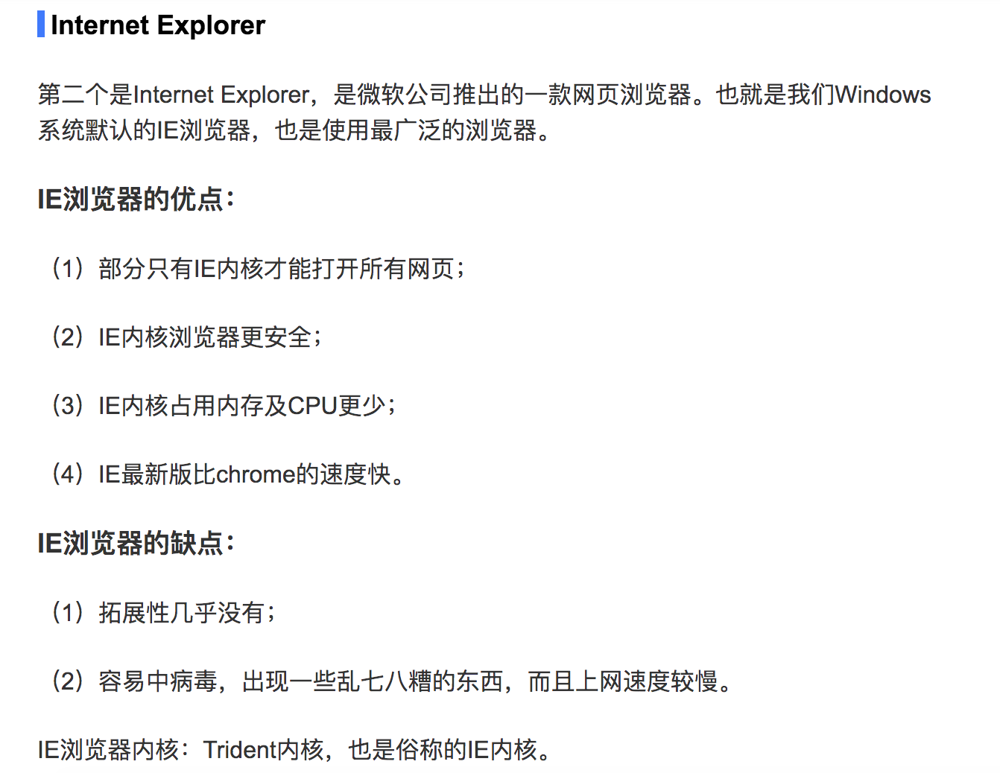 Internet Explorer
第二个是Internet Explorer，是微软公司推出的一款网页浏览器。也就是我们Windows
系统默认的IE浏览器，也是使用最广泛的浏览器。
IE浏览器的优点：
（1）部分只有IE内核才能打开所有网页；
（2）IE内核浏览器更安全；
（3）IE内核占用内存及CPU更少；
（4）IE最新版比chrome的速度快。
IE浏览器的缺点：
（1）拓展性几乎没有；
（2）容易中病毒，出现一些乱七八糟的东西，而且上网速度较慢。
IE浏览器内核：Trident内核，也是俗称的IE内核。